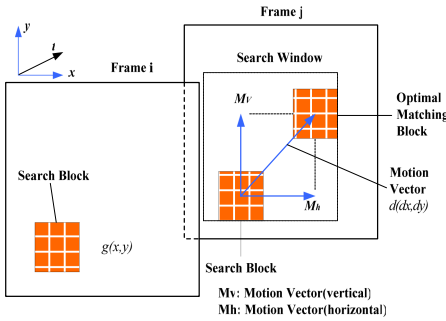 Frame j
y
t
x
Frame i
Search Window
Mv
Optimal
Matching
Block
Search Block
Motion
Vector
d(dx,dy)
Mh
g(x,y)
Search Block
Mv: Motion Vector(vertical)
Mh: Motion Vector(horizontal)